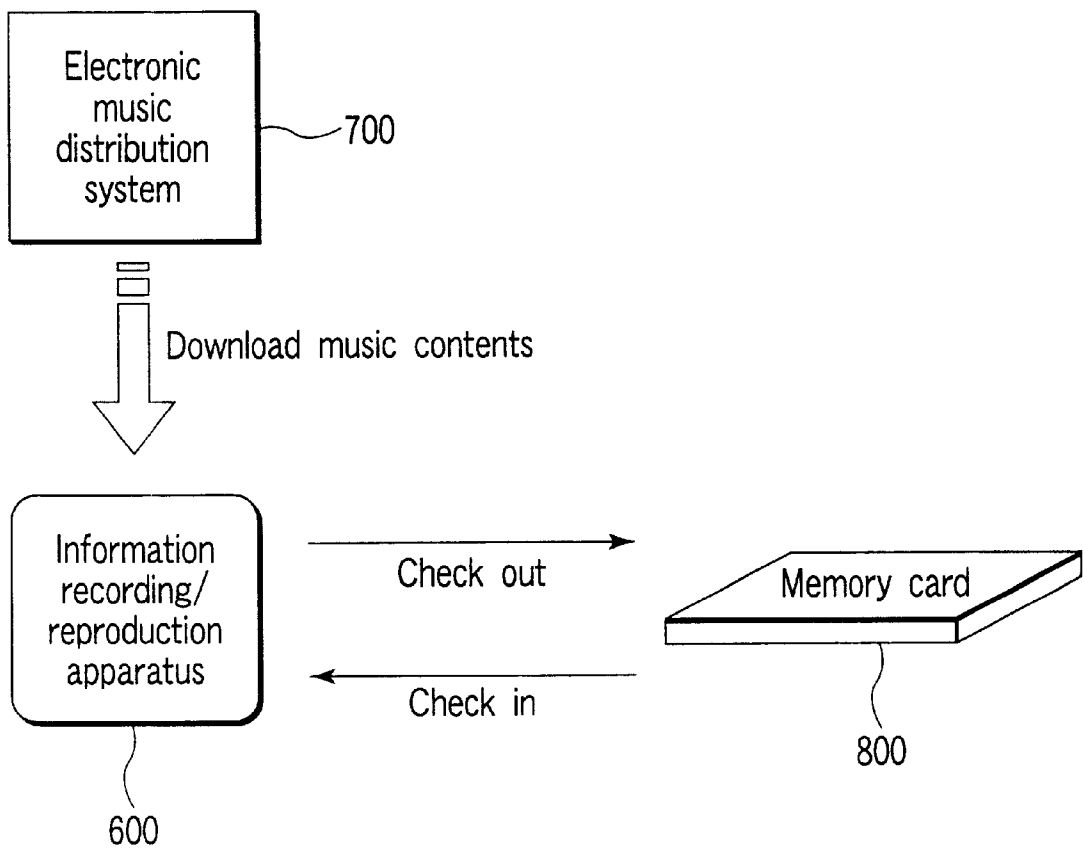 Electronic
music
distribution
system
700
Download music contents
Information
recording/
reproduction
apparatus
Check out
Memory card
Check in
800
600